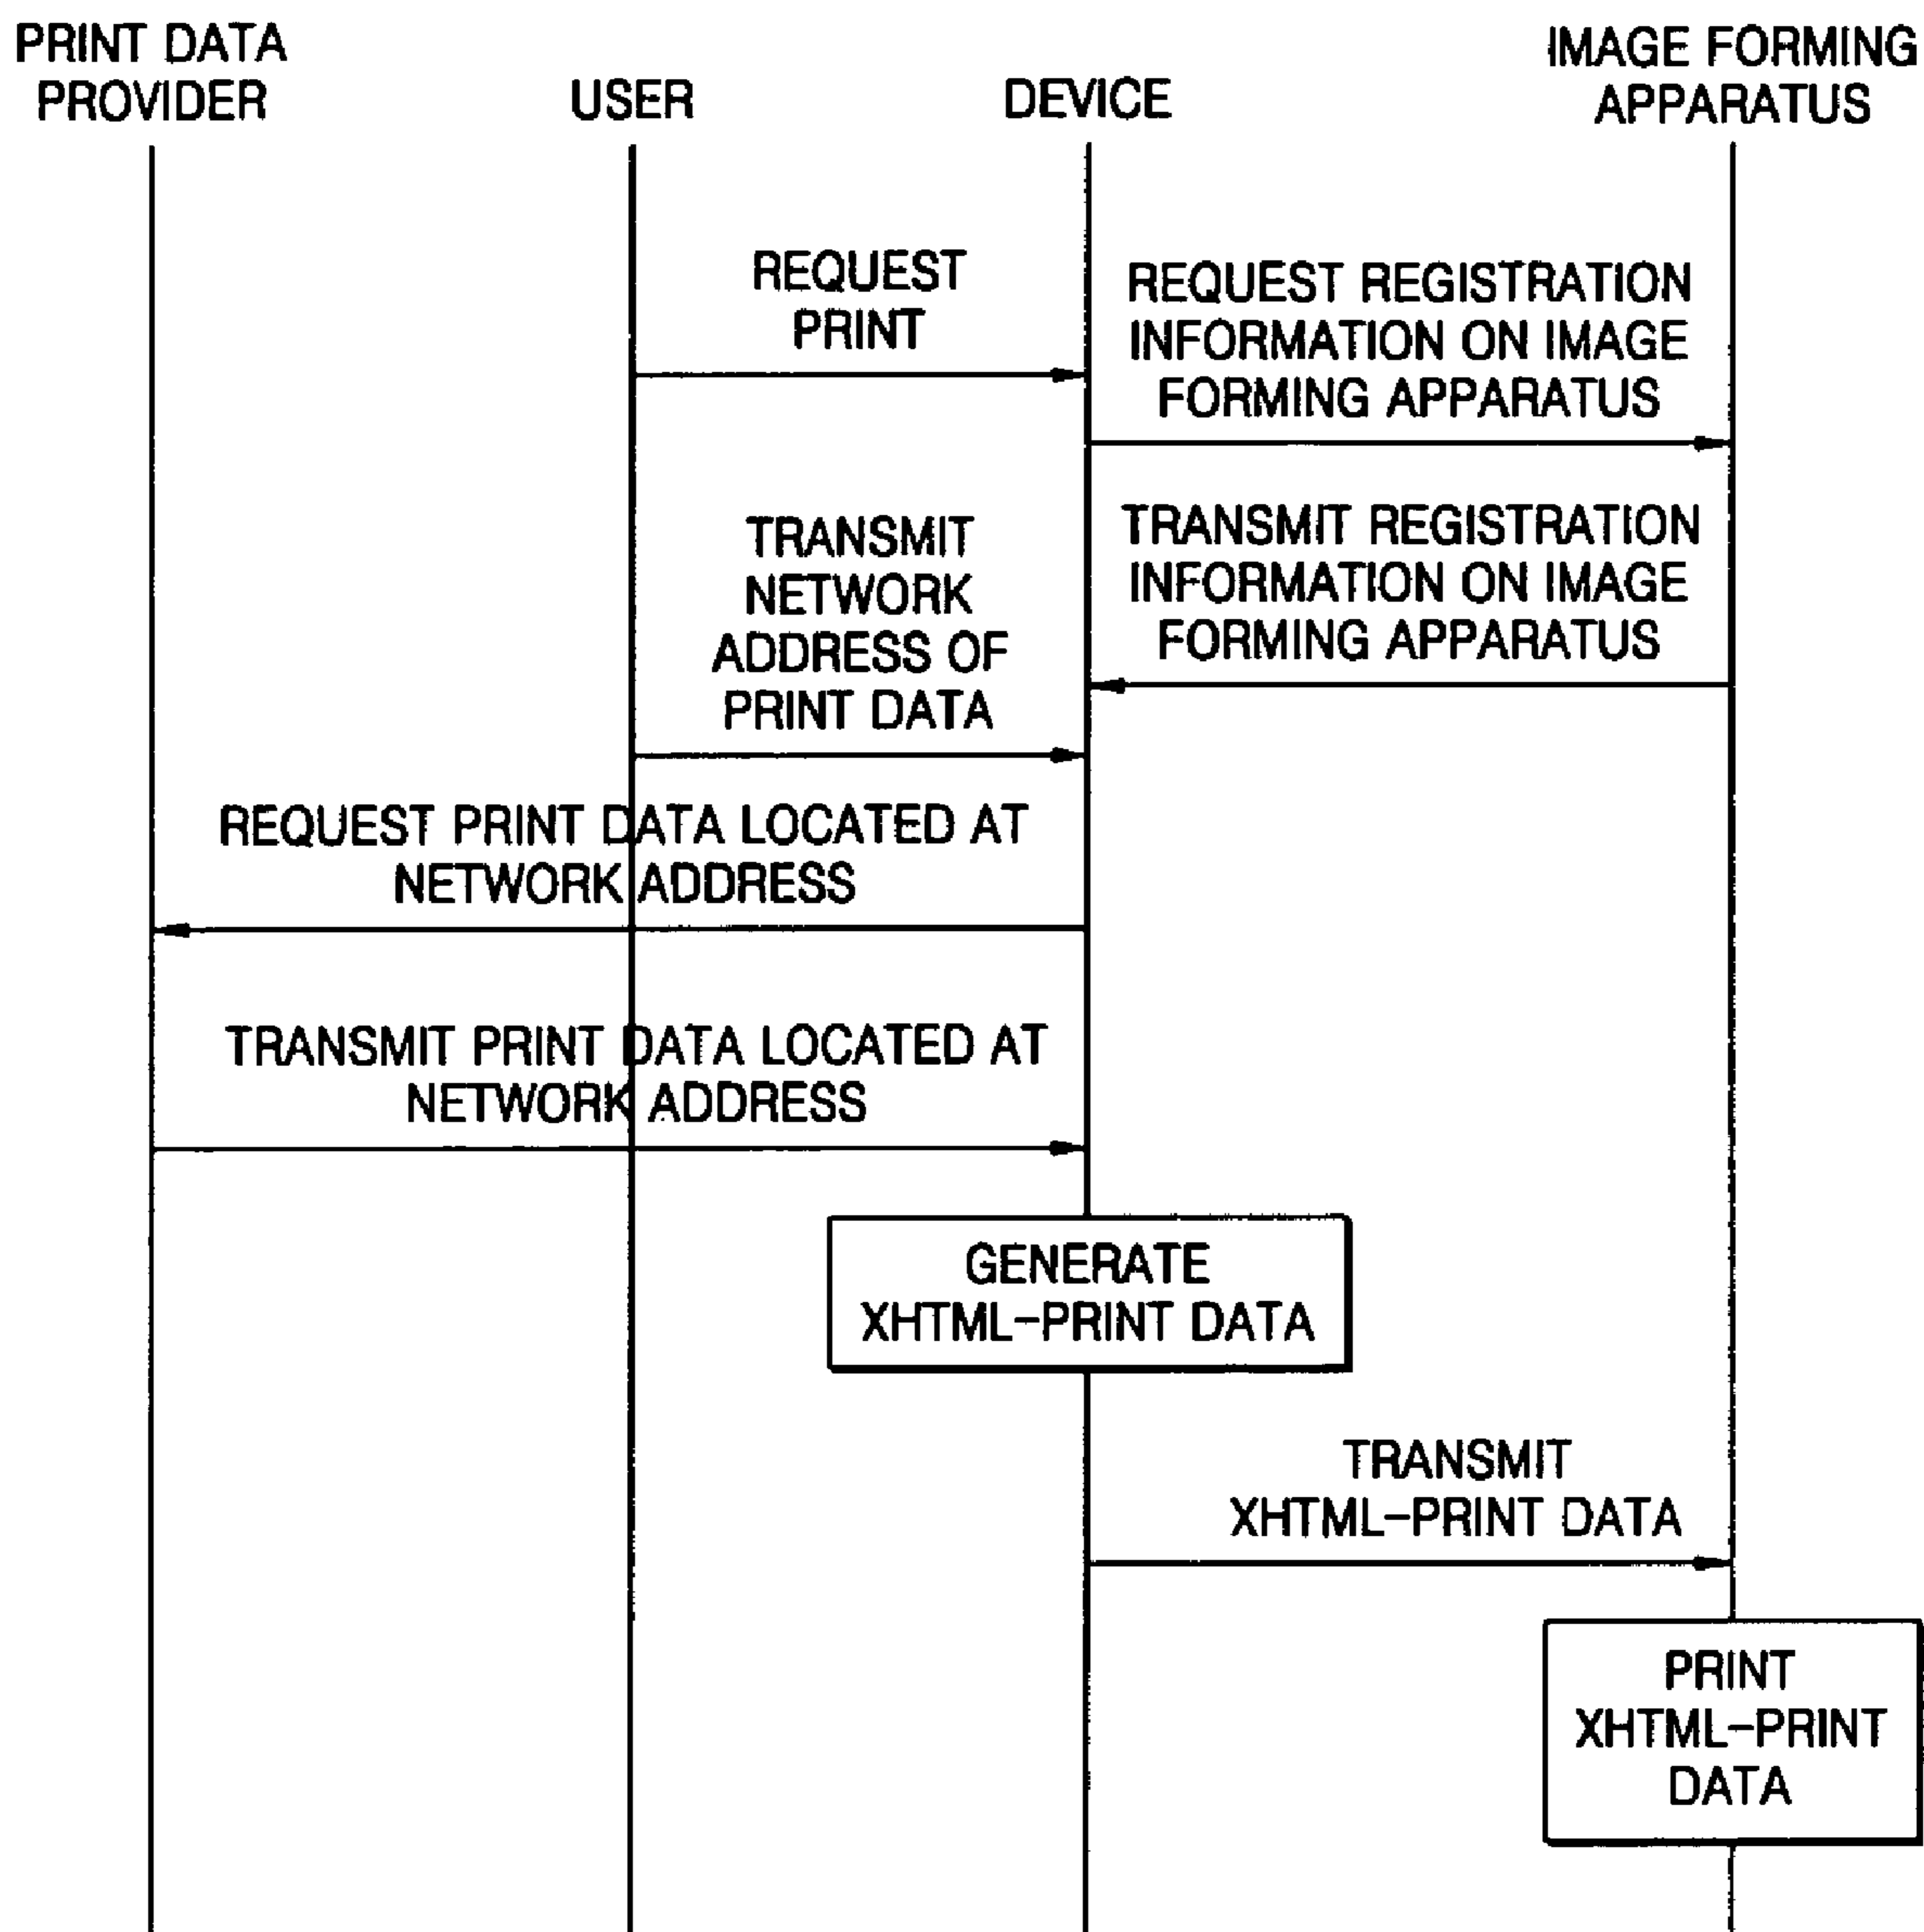 PRINT DATA
PROVIDER
USER
DEVICE
IMAGE FORMING
APPARATUS
REQUEST
PRINT
REQUEST REGISTRATION
INFORMATION ON IMAGE
FORMING APPARATUS
TRANSMIT REGISTRATION
INFORMATION ON IMAGE
FORMING APPARATUS
TRANSMIT
NETWORK
ADDRESS OF
PRINT DATA
REQUEST PRINT DATA LOCATED AT
NETWORK ADDRESS
TRANSMIT PRINT DATA LOCATED AT
NETWORK ADDRESS
GENERATE
XHTML-PRINT DATA
TRANSMIT
XHTML-PRINT DATA
PRINT
XHTML-PRINT
DATA